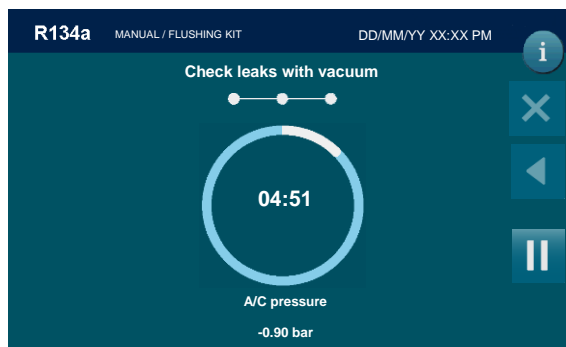 R134a MANUAL / FLUSHING KIT DD/MM/YY XX:XX PM
i
Check leaks with vacuum
04:51
A/C pressure
-0.90 bar